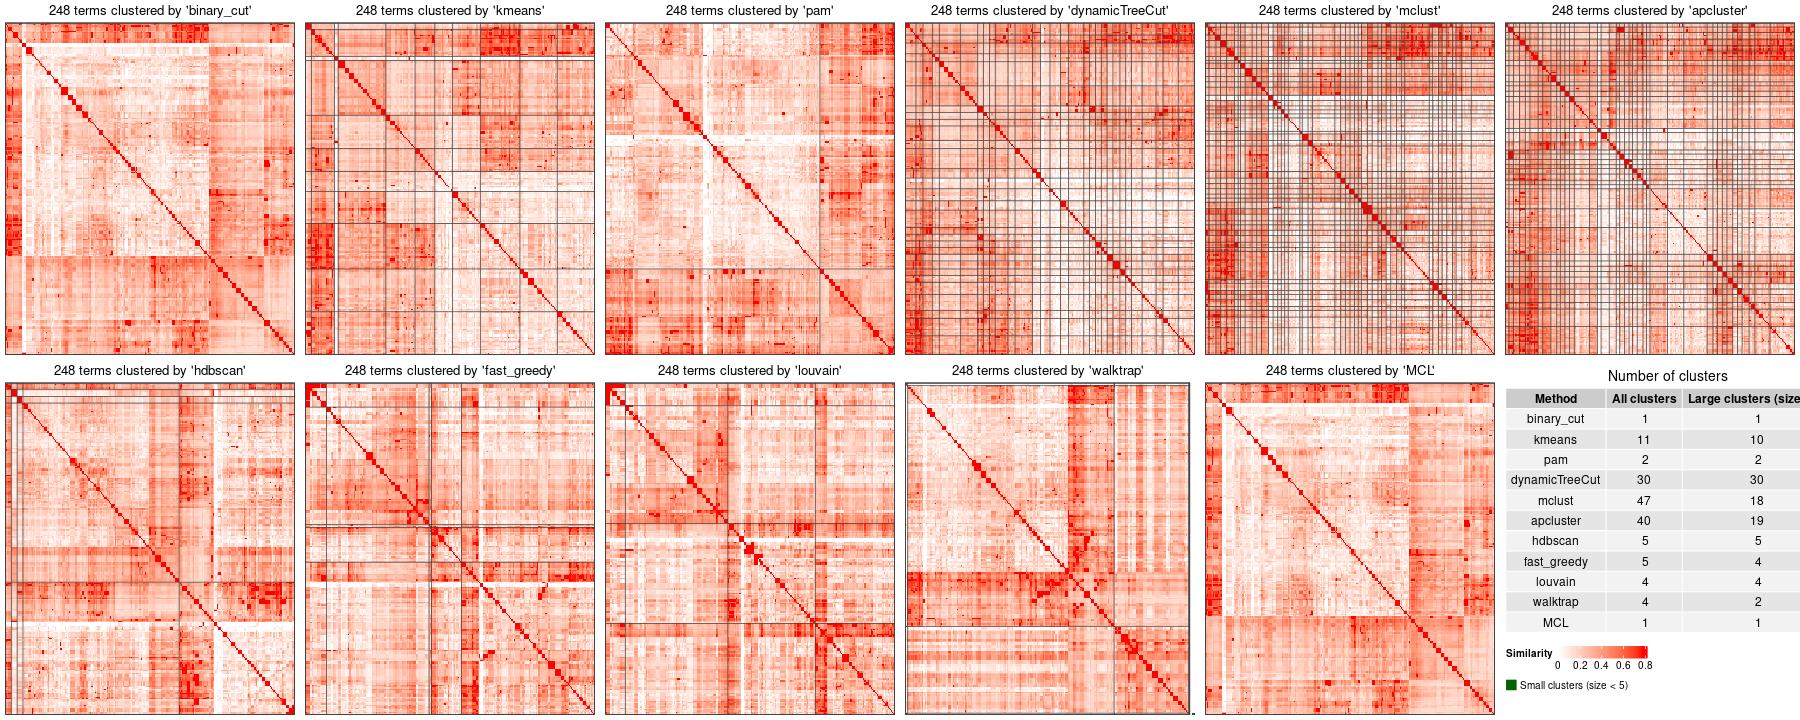 248 terms clustered by 'binary_cut'
248 terms clustered by 'kmeans'
248 terms clustered by 'pam'
248 terms clustered by 'dynamicTreeCut'
248 terms clustered by 'mclust'
248 terms clustered by 'apcluster'
248 terms clustered by 'hdbscan'
248 terms clustered by 'fast_greedy'
248 terms clustered by 'louvain'
248 terms clustered by 'walktrap'
248 terms clustered by 'MCL'
Number of clusters
Method All clusters Large clusters (size
binary_cut 1 1
kmeans 11 10
pam 2 2
dynamicTreeCut 30 30
mclust 47 18
apcluster 40 19
hdbscan 5 5
fast_greedy 5 4
louvain 4 4
walktrap 4 2
MCL 1 1
Similarity
0 0.2 0.4 0.6 0.8
Small clusters (size < 5)